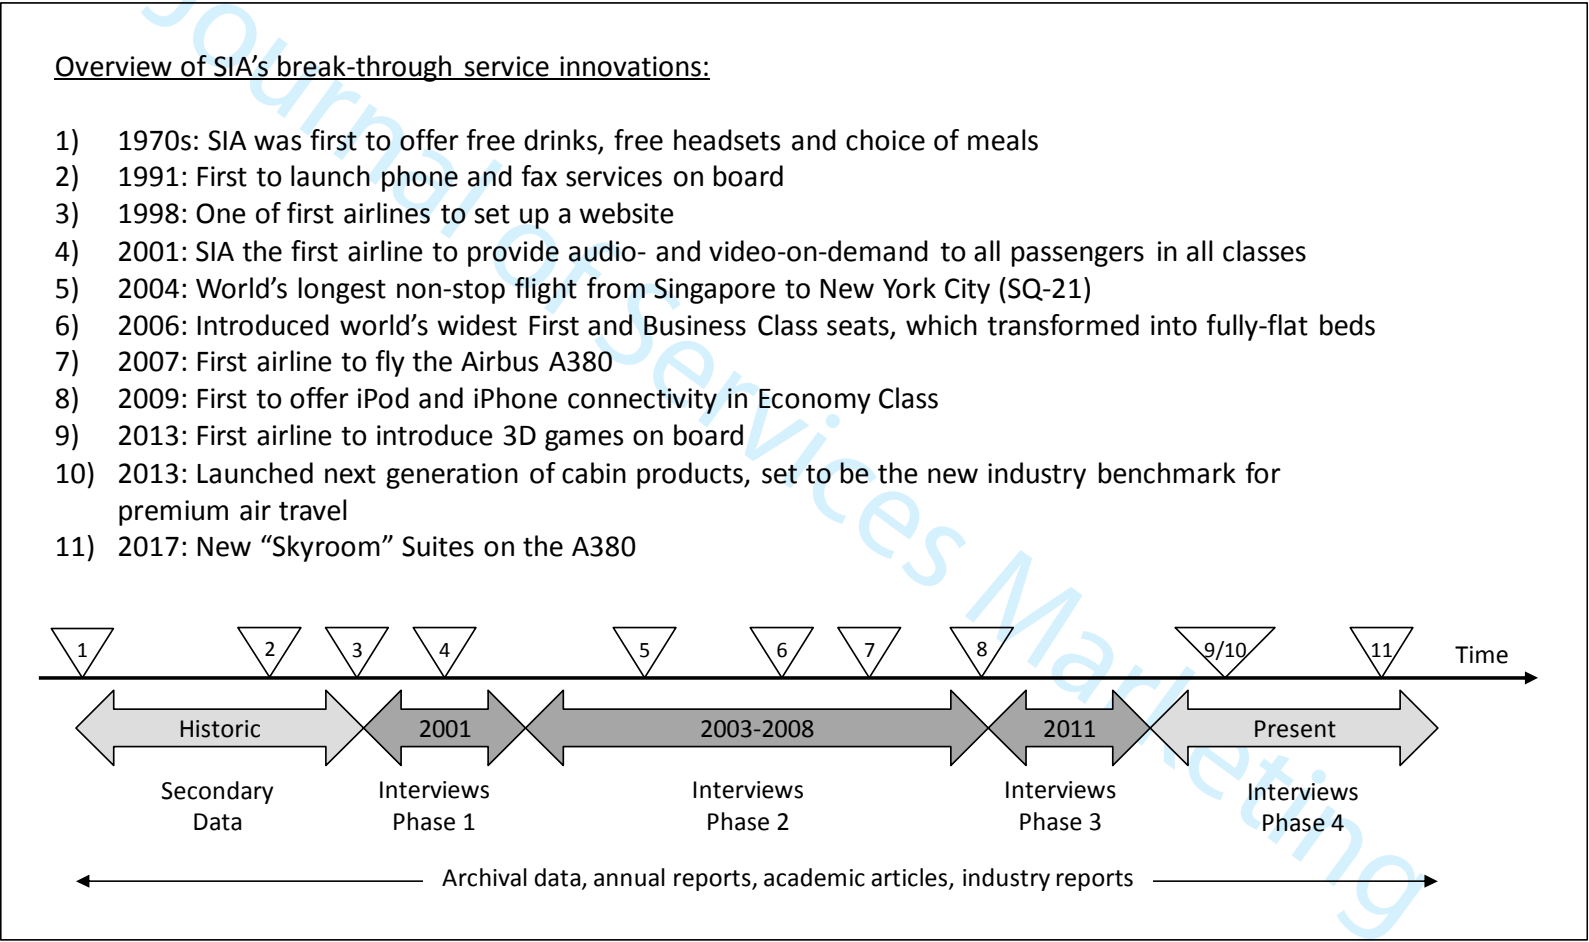 Overview of SIA's break-through service innovations:
1) 1970s: SIA was first to offer free drinks, free headsets and choice of meals
2) 1991: First to launch phone and fax services on board
3) 1998: One of first airlines to set up a website
4) 2001: SIA the first airline to provide audio- and video-on-demand to all passengers in all classes
5) 2004: World's longest non-stop flight from Singapore to New York City (SQ-21)
6) 2006: Introduced world's widest First and Business Class seats, which transformed into fully-flat beds
7) 2007: First airline to fly the Airbus A380
8) 2009: First to offer iPod and iPhone connectivity in Economy Class
9) 2013: First airline to introduce 3D games on board
10) 2013: Launched next generation of cabin products, set to be the new industry benchmark for
premium air travel
11) 2017: New “Skyroom” Suites on the A380
1 2 3 4 5 6 7 8 9/10 11 Time
Historic 2001 2003-2008 2011 Present
Secondary Interviews Interviews Interviews Interviews
Data Phase 1 Phase 2 Phase 3 Phase 4
Archival data, annual reports, academic articles, industry reports
Journal of Services Marketing